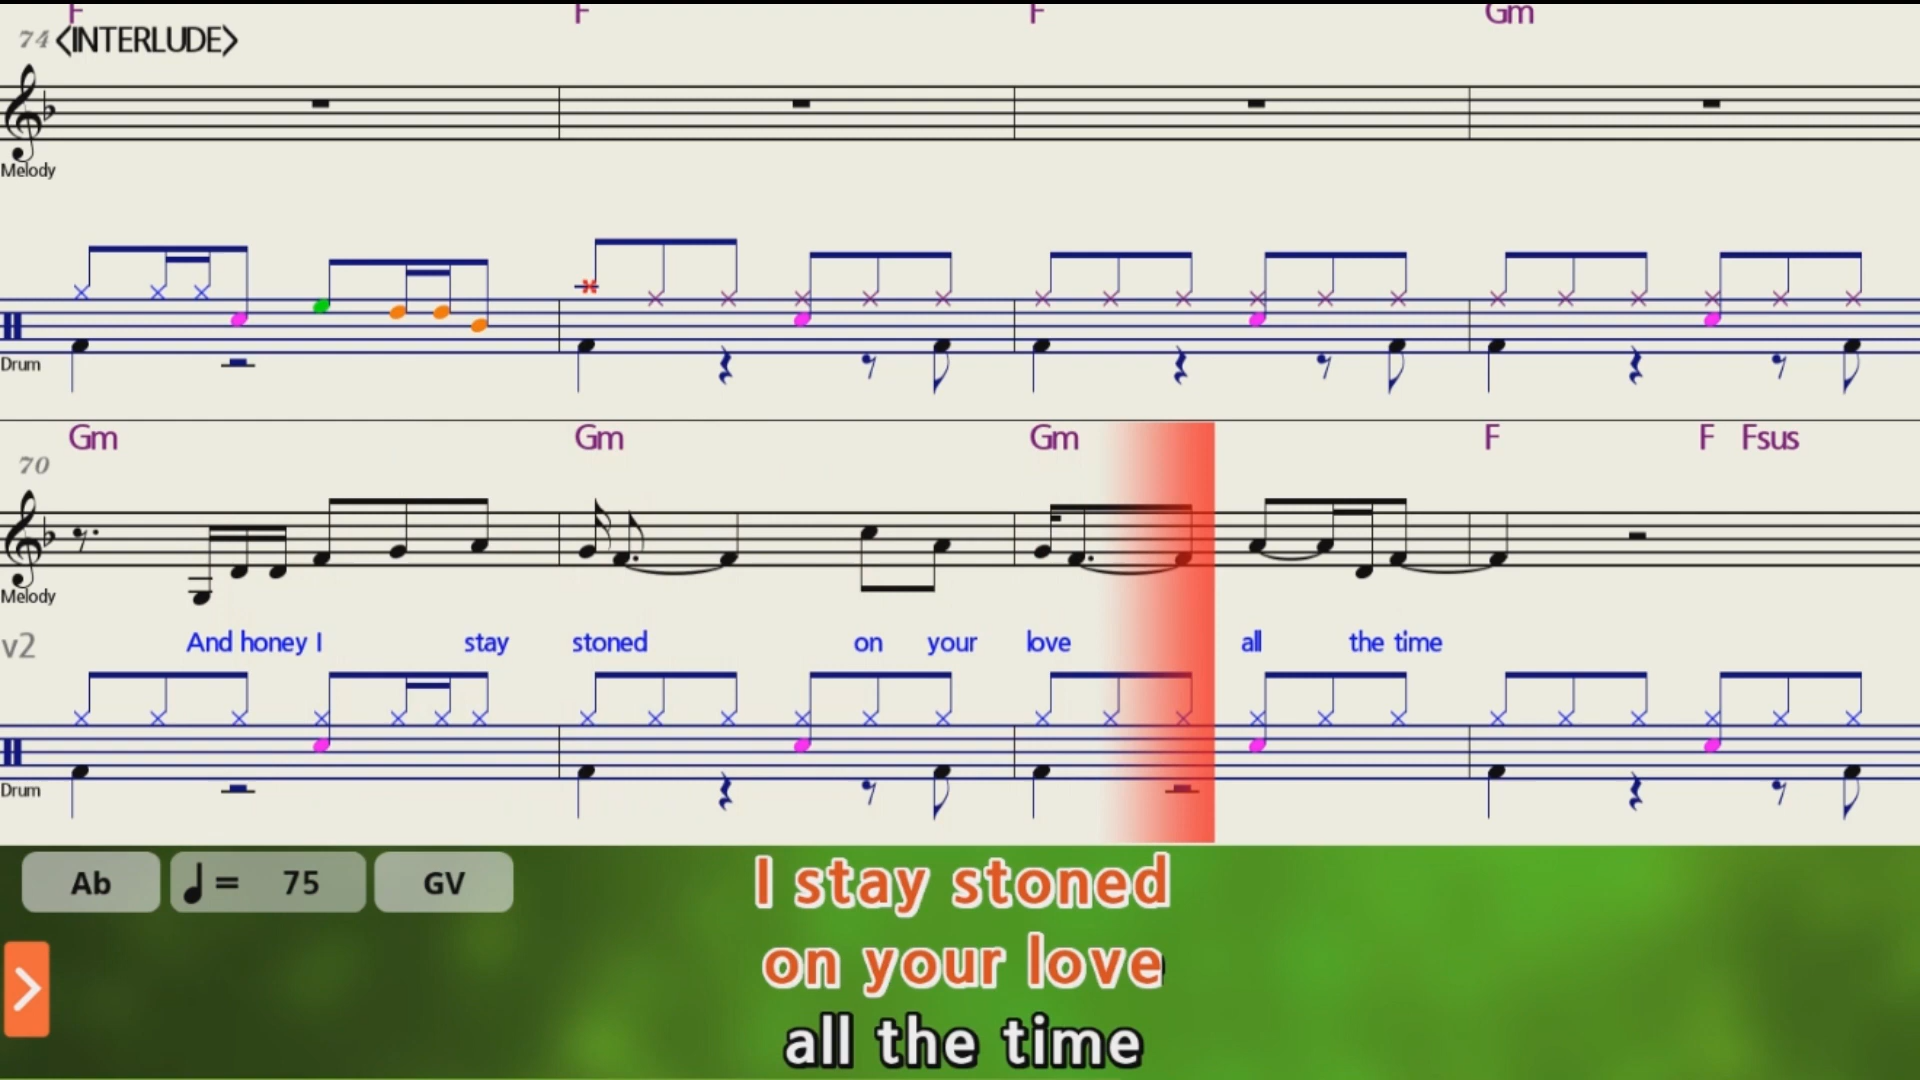 F F F Gm
74 <INTERLUDE>
Melody
Drum
Gm Gm Gm F F Fsus
70
Melody
v2 And honey I stay stoned on your love all the time
Drum
Ab ♩= 75 GV
I stay stoned
on your love
all the time